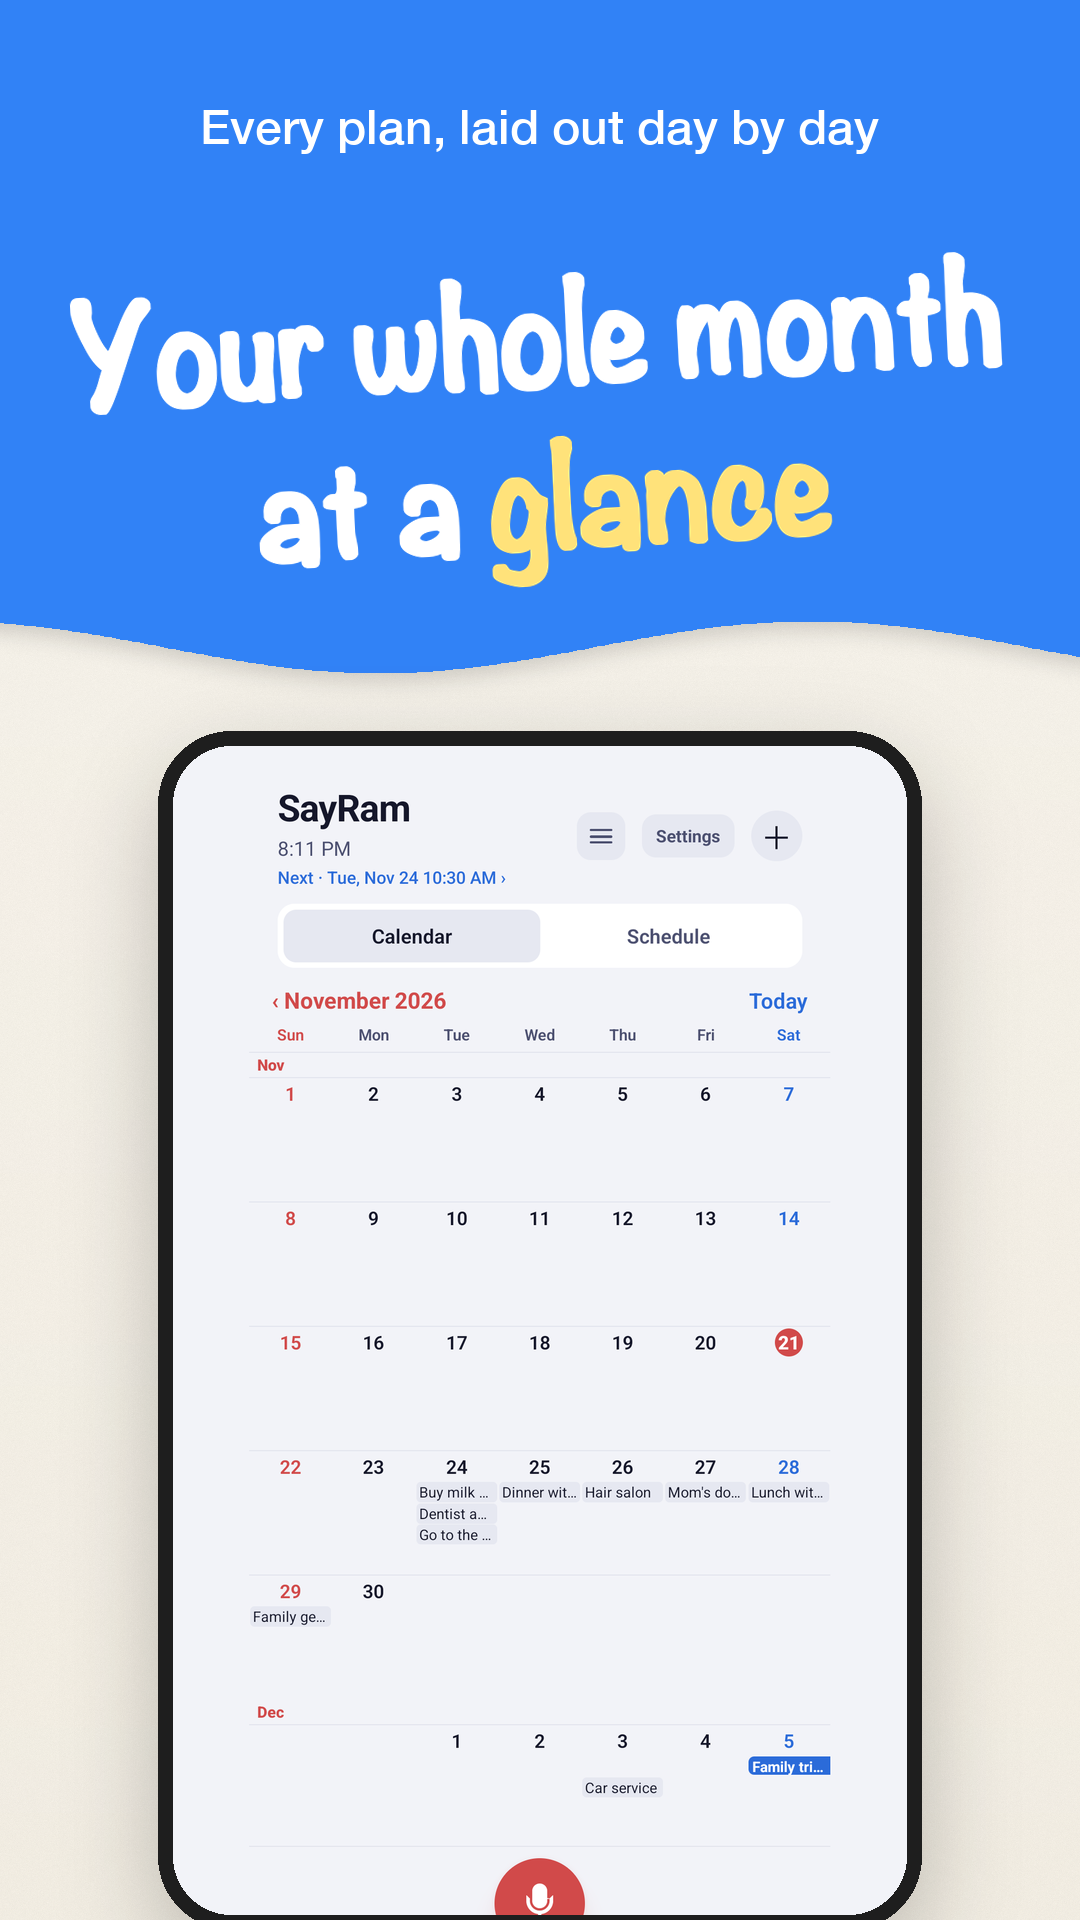 Every plan, laid out day by day
Your whole month
at a glance
SayRam
8:11 PM
Next · Tue, Nov 24 10:30 AM ›
Settings
Calendar Schedule
‹ November 2026 Today
Sun Mon Tue Wed Thu Fri Sat
Nov
1 2 3 4 5 6 7
8 9 10 11 12 13 14
15 16 17 18 19 20 21
22 23 24 25 26 27 28
Buy milk ... Dinner wit... Hair salon Mom's do... Lunch wit...
Dentist a...
Go to the ...
29 30
Family ge...
Dec
1 2 3 4 5
Family tri...
Car service